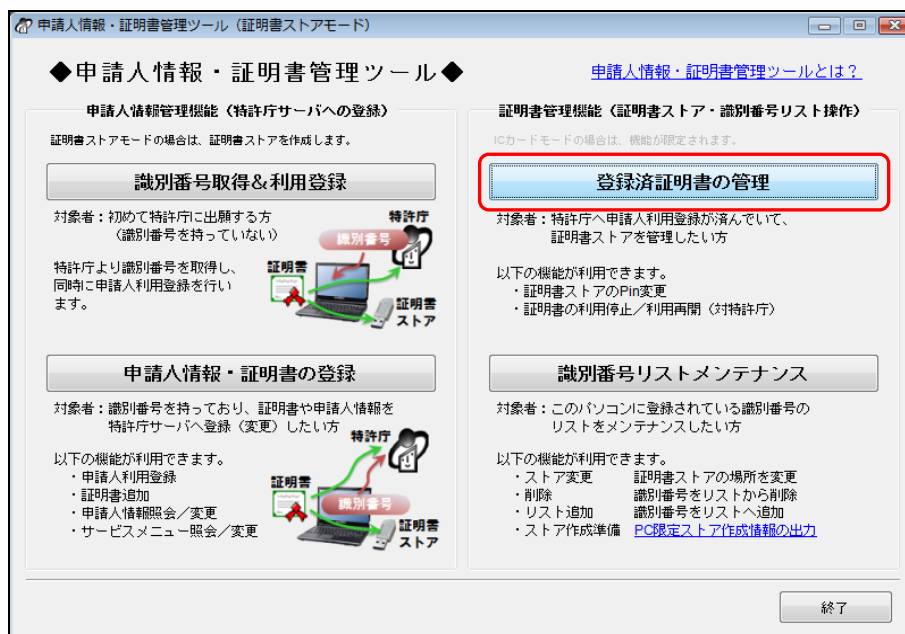 申請人情報・証明書管理ツール（証明書ストアモード）
◆申請人情報・証明書管理ツール◆
申請人情報・証明書管理ツールとは？
申請人情報管理機能（特許庁サーバへの登録）
証明書ストアモードの場合は、証明書ストアを作成します。
識別番号取得&利用登録
対象者：初めて特許庁に出願する方
（識別番号を持っていない）
特許庁より識別番号を取得し、
同時に申請人利用登録を行い
ます。
特許庁
識別番号
証明書
証明書
ストア
申請人情報・証明書の登録
対象者：識別番号を持っており、証明書や申請人情報を
特許庁サーバへ登録（変更）したい方
以下の機能が利用できます。
・申請人利用登録
・証明書追加
・申請人情報照会／変更
・サービスメニュー照会／変更
特許庁
証明書
識別番号
証明書
ストア
証明書管理機能（証明書ストア・識別番号リスト操作）
ICカードモードの場合は、機能が限定されます。
登録済証明書の管理
対象者：特許庁へ申請人利用登録が済んでいて、
証明書ストアを管理したい方
以下の機能が利用できます。
・証明書ストアのPin変更
・証明書の利用停止／利用再開（対特許庁）
識別番号リストメンテナンス
対象者：このパソコンに登録されている識別番号の
リストをメンテナンスしたい方
以下の機能が利用できます。
・ストア変更 証明書ストアの場所を変更
・削除 識別番号をリストから削除
・リスト追加 識別番号をリストへ追加
・ストア作成準備 PC限定ストア作成情報の出力
終了